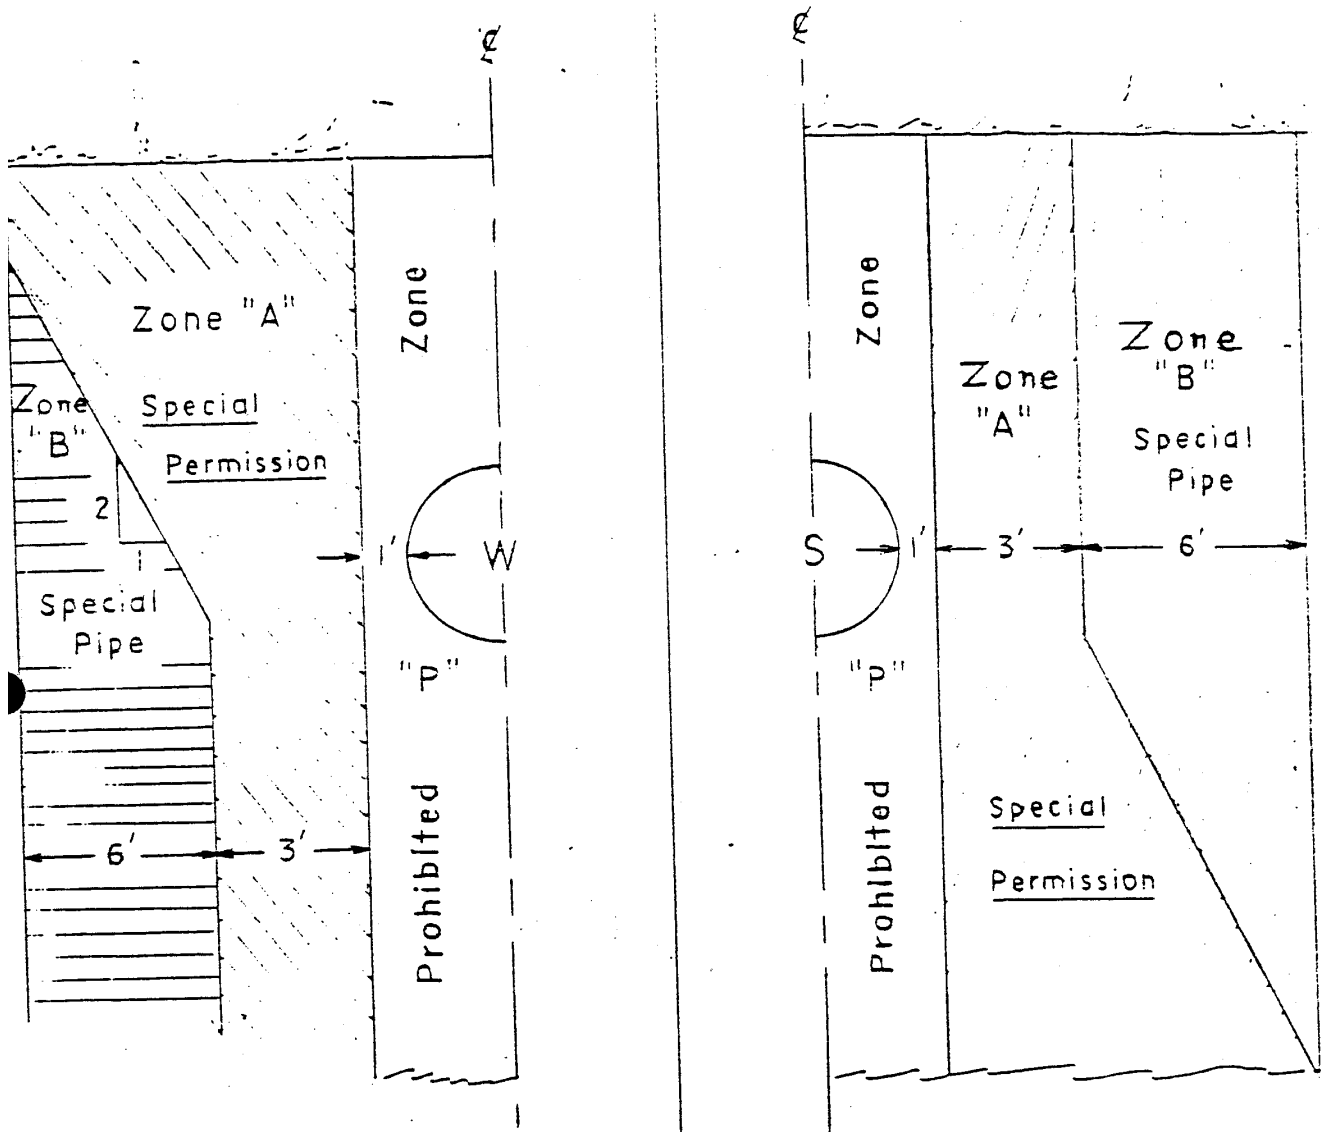 ℄
Zone "A"
Zone
Zone
"B"
Special
Permission
2
1
1'
W
Special
Pipe
"P"
Prohibited
6'
3'
℄
Zone
Zone
"A"
Zone
"B"
Special
Pipe
S
1'
3'
6'
"P"
Prohibited
Special
Permission